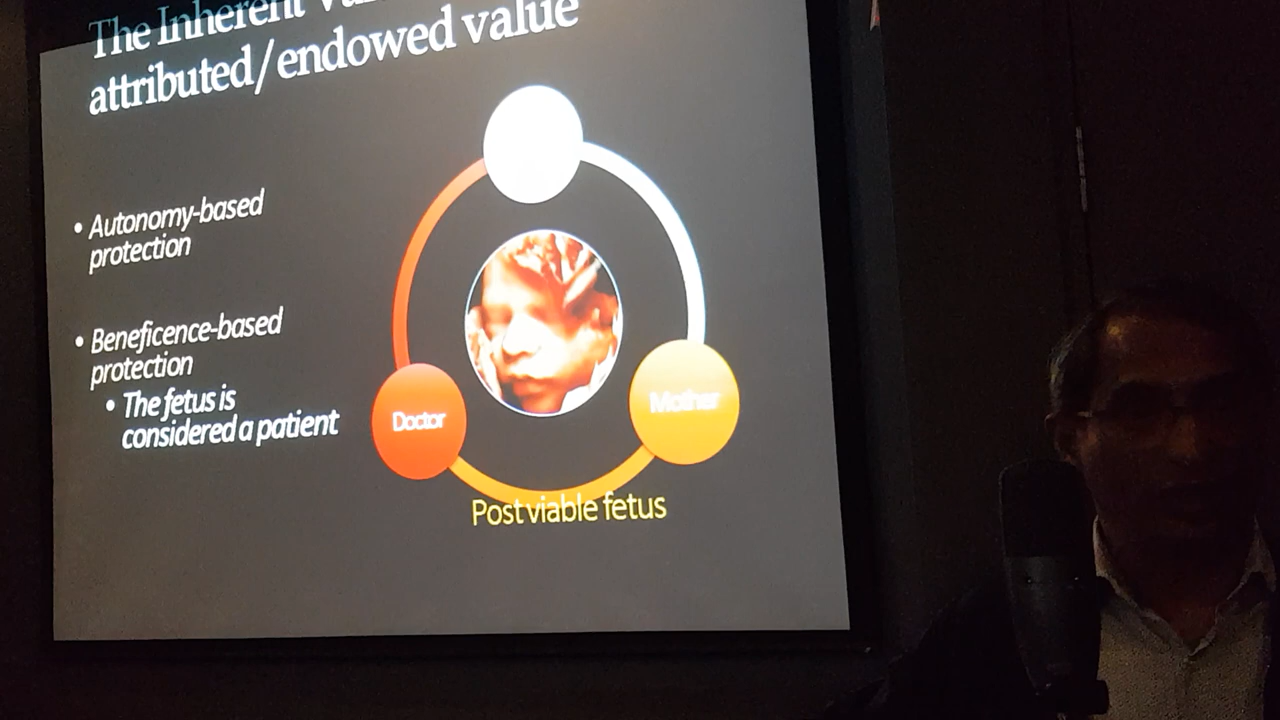 The Inherent
attributed/endowed value
• Autonomy-based
protection
• Beneficence-based
protection
• The fetus is
considered a patient
Doctor
Mother
Post viable fetus